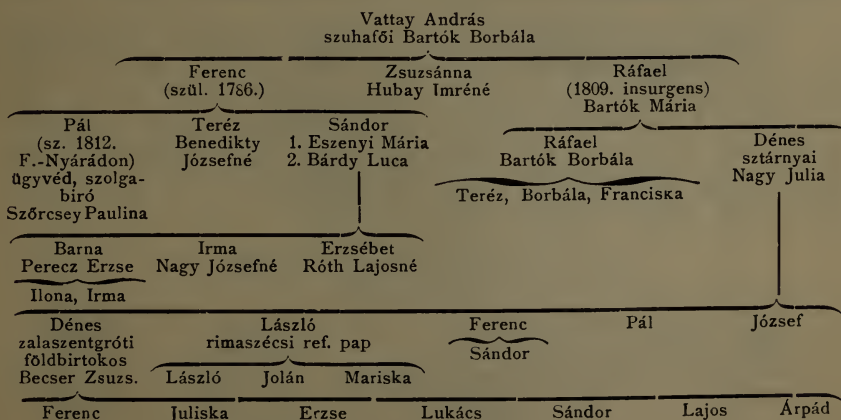 Vattay András
szuhafői Bartók Borbála
Ferenc Zsuzsánna Ráfael
(szül. 1786.) Hubay Imréné (1809. insurgens)
Bartók Mária
Pál Teréz Sándor
(sz. 1812. Benedikty 1. Eszenyi Mária
F.-Nyárádon) Józsefné 2. Bárdy Luca
ügyvéd, szolga-
biró
Szőrcsey Paulina
Ráfael Dénes
Bartók Borbála sztárnyai
Nagy Julia
Teréz, Borbála, Franciska
Barna Irma Erzsébet
Perecz Erzse Nagy Józsefné Róth Lajosné
Ilona, Irma
Dénes László Ferenc Pál József
zalaszentgróti rimaszécsi ref. pap
földbirtokos Sándor
Becser Zsuzs. László Jolán Mariska
Ferenc Juliska Erzse Lukács Sándor Lajos Árpád